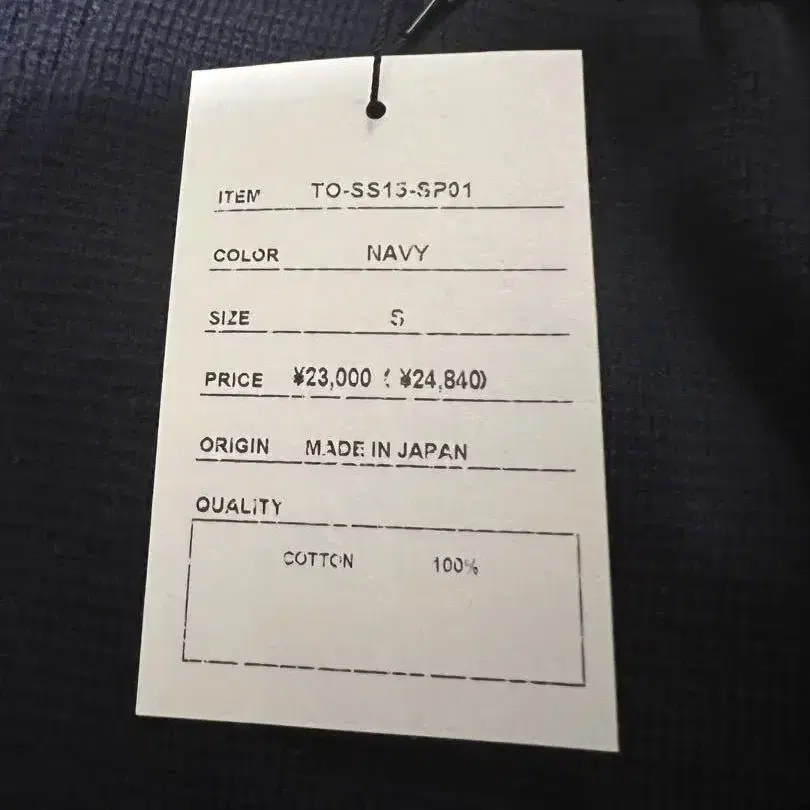 ITEM TO-SS15-SP01
COLOR NAVY
SIZE S
PRICE ¥23,000 ( ¥24,840)
ORIGIN MADE IN JAPAN
QUALITY
COTTON 100%